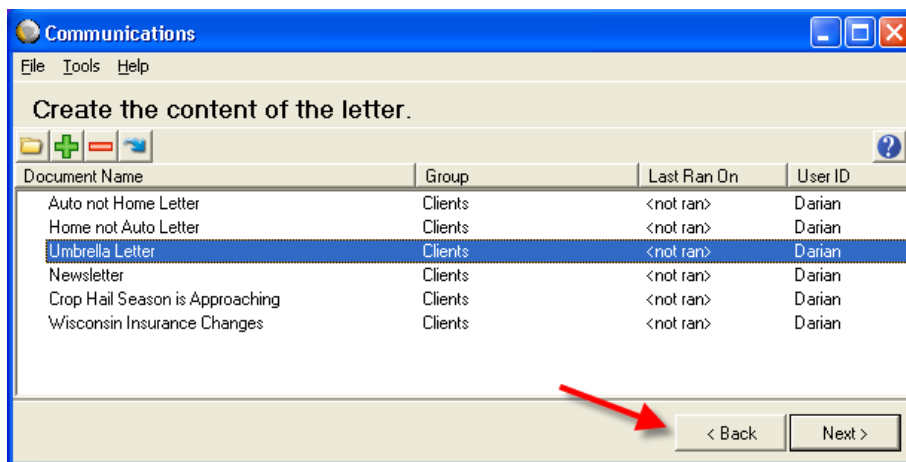 Communications
File Tools Help
Create the content of the letter.
Document Name Group Last Ran On User ID
Auto not Home Letter Clients <not ran> Darian
Home not Auto Letter Clients <not ran> Darian
Umbrella Letter Clients <not ran> Darian
Newsletter Clients <not ran> Darian
Crop Hail Season is Approaching Clients <not ran> Darian
Wisconsin Insurance Changes Clients <not ran> Darian
< Back Next >